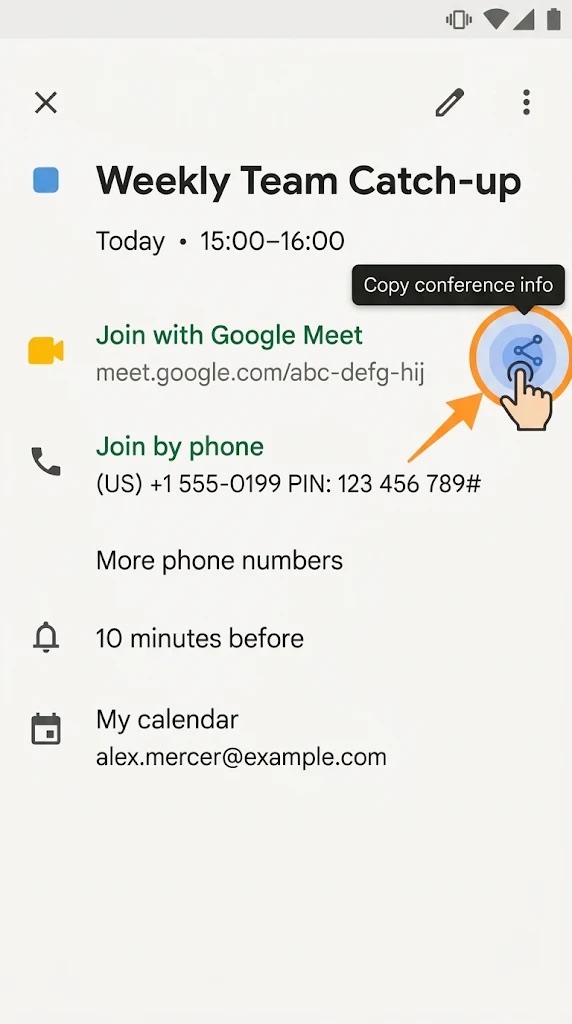 Weekly Team Catch-up
Today • 15:00–16:00
Copy conference info
Join with Google Meet
meet.google.com/abc-defg-hij
Join by phone
(US) +1 555-0199 PIN: 123 456 789#
More phone numbers
10 minutes before
My calendar
alex.mercer@example.com